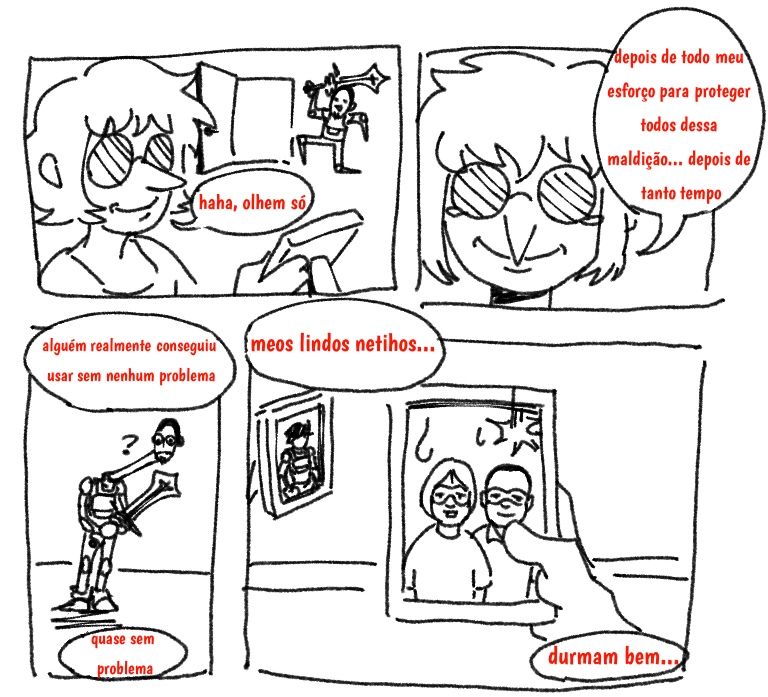 haha, olhem só
depois de todo meu
esforço para proteger
todos dessa
maldição... depois de
tanto tempo
alguém realmente conseguiu
usar sem nenhum problema
?
quase sem
problema
meos lindos netihos...
durmam bem...